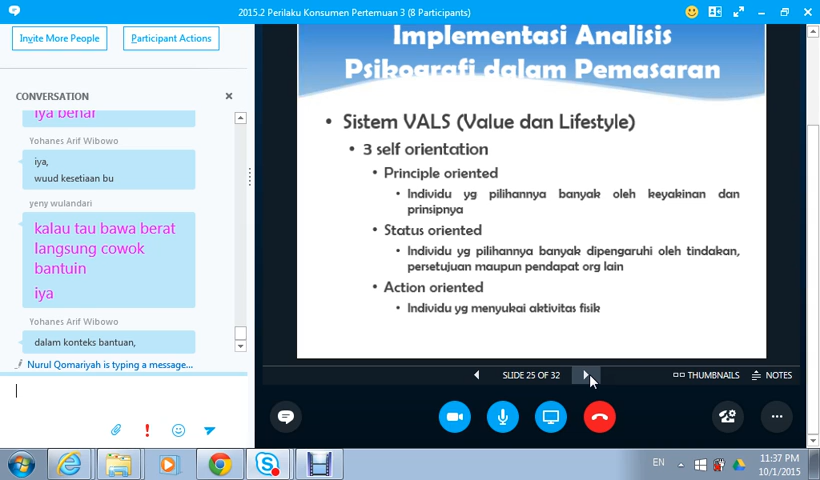 2015.2 Perilaku Konsumen Pertemuan 3 (8 Participants)
Invite More People
Participant Actions
CONVERSATION
iya benar
Yohanes Arif Wibowo
iya,
wuud kesetiaan bu
yeny wulandari
kalau tau bawa berat
langsung cowok
bantuin
iya
Yohanes Arif Wibowo
dalam konteks bantuan,
Nurul Qomariyah is typing a message...
Implementasi Analisis
Psikografi dalam Pemasaran
• Sistem VALS (Value dan Lifestyle)
• 3 self orientation
• Principle oriented
• Individu yg pilihannya banyak oleh keyakinan dan
prinsipnya
• Status oriented
• Individu yg pilihannya banyak dipengaruhi oleh tindakan,
persetujuan maupun pendapat org lain
• Action oriented
• Individu yg menyukai aktivitas fisik
SLIDE 25 OF 32
THUMBNAILS
NOTES
EN
11:37 PM
10/1/2015